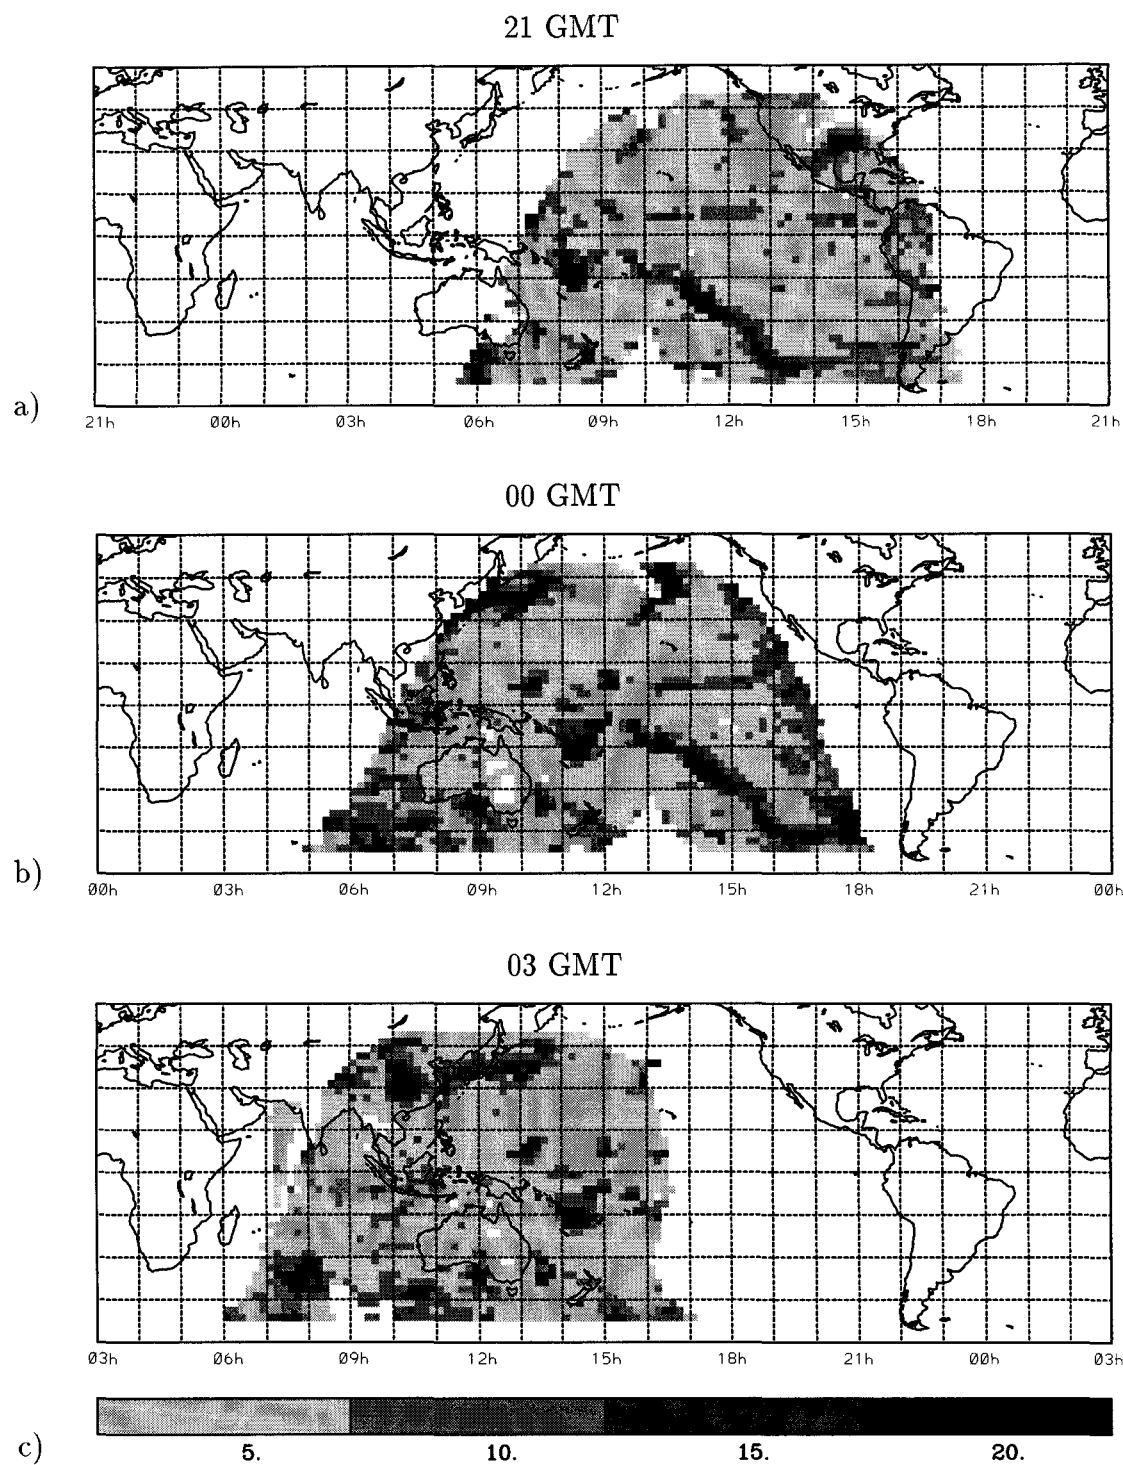 21 GMT
a)
21h 00h 03h 06h 09h 12h 15h 18h 21h
00 GMT
b)
00h 03h 06h 09h 12h 15h 18h 21h 00h
03 GMT
03h 06h 09h 12h 15h 18h 21h 00h 03h
c)
5. 10. 15. 20.